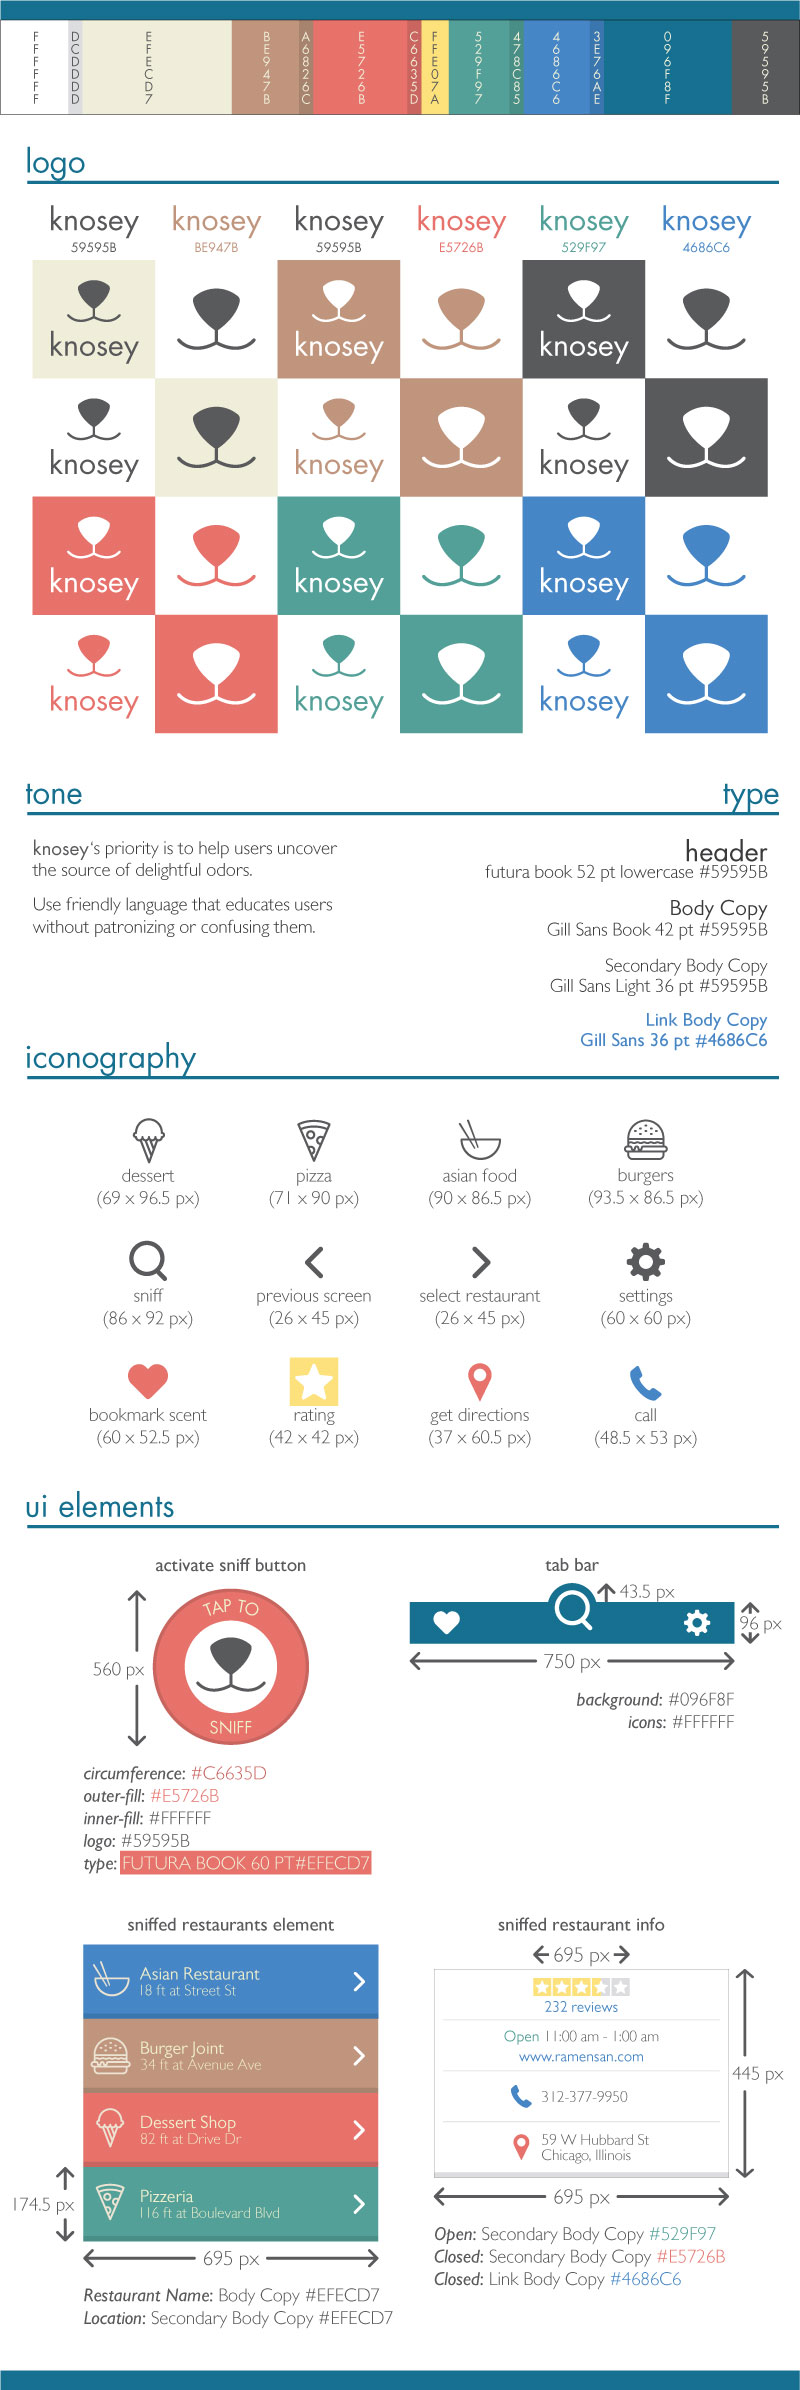 FFFFFF
DCDDDD
EFECD7
BE947B
A6826C
E5726B
C6635D
FFE07A
529F97
478C85
4686C6
3E76AE
096F8F
59595B
logo
knosey knosey knosey knosey knosey knosey
59595B BE947B 59595B E5726B 529F97 4686C6
knosey knosey knosey
knosey knosey knosey
knosey knosey knosey
knosey knosey knosey
tone
knosey‘s priority is to help users uncover
the source of delightful odors.
Use friendly language that educates users
without patronizing or confusing them.
type
header
futura book 52 pt lowercase #59595B
Body Copy
Gill Sans Book 42 pt #59595B
Secondary Body Copy
Gill Sans Light 36 pt #59595B
Link Body Copy
Gill Sans 36 pt #4686C6
iconography
dessert pizza asian food burgers
(69 x 96.5 px) (71 x 90 px) (90 x 86.5 px) (93.5 x 86.5 px)
sniff previous screen select restaurant settings
(86 x 92 px) (26 x 45 px) (26 x 45 px) (60 x 60 px)
bookmark scent rating get directions call
(60 x 52.5 px) (42 x 42 px) (37 x 60.5 px) (48.5 x 53 px)
ui elements
activate sniff button
TAP TO
560 px
SNIFF
circumference: #C6635D
outer-fill: #E5726B
inner-fill: #FFFFFF
logo: #59595B
type: FUTURA BOOK 60 PT#EFECD7
tab bar
43.5 px
96 px
750 px
background: #096F8F
icons: #FFFFFF
sniffed restaurants element
Asian Restaurant
18 ft at Street St
Burger Joint
34 ft at Avenue Ave
Dessert Shop
82 ft at Drive Dr
Pizzeria
116 ft at Boulevard Blvd
174.5 px
695 px
Restaurant Name: Body Copy #EFECD7
Location: Secondary Body Copy #EFECD7
sniffed restaurant info
695 px
232 reviews
Open 11:00 am - 1:00 am
www.ramensan.com
312-377-9950
59 W Hubbard St
Chicago, Illinois
445 px
695 px
Open: Secondary Body Copy #529F97
Closed: Secondary Body Copy #E5726B
Closed: Link Body Copy #4686C6